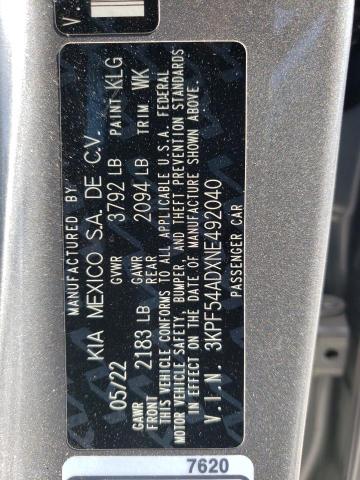 MANUFACTURED BY
KIA MEXICO S.A. DE C.V.
05/22 GVWR 3792 LB PAINT KLG
GAWR FRONT 2183 LB GAWR REAR 2094 LB TRIM WK
THIS VEHICLE CONFORMS TO ALL APPLICABLE U.S.A. FEDERAL
MOTOR VEHICLE SAFETY, BUMPER, AND THEFT PREVENTION STANDARDS
IN EFFECT ON THE DATE OF MANUFACTURE SHOWN ABOVE.
V.I.N. 3KPF54ADXNE492040
PASSENGER CAR
V
7620